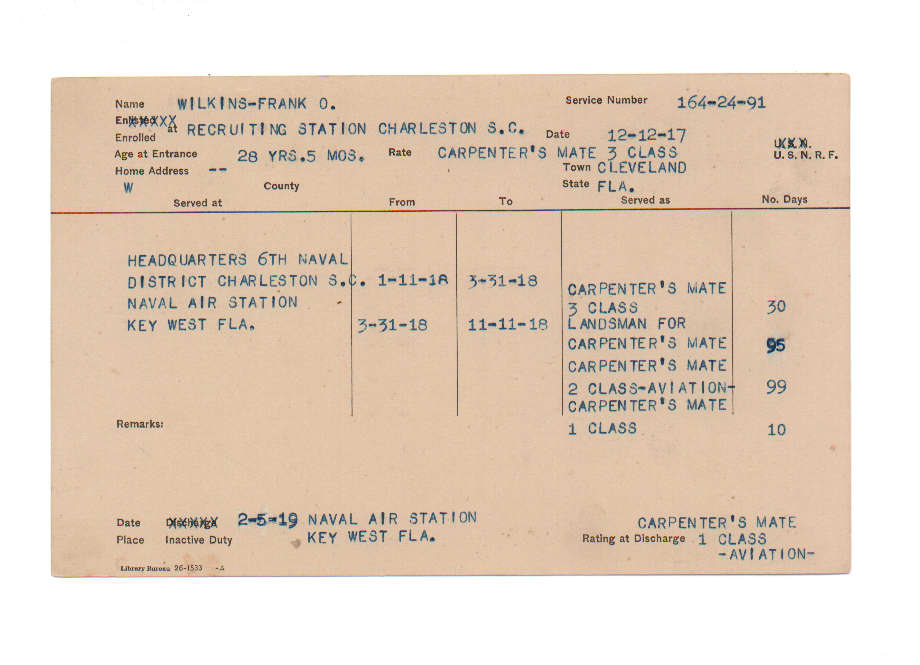 Name WILKINS-FRANK O. Service Number 164-24-91
Enlisted XXXXX
Enrolled at RECRUITING STATION CHARLESTON S.C. Date 12-12-17
U.S.N. XXX
Age at Entrance 28 YRS.5 MOS. Rate CARPENTER'S MATE 3 CLASS U. S. N. R. F.
Home Address -- Town CLEVELAND
W County State FLA.
Served at From To Served as No. Days
HEADQUARTERS 6TH NAVAL
DISTRICT CHARLESTON S.C. 1-11-18 3-31-18 CARPENTER'S MATE
NAVAL AIR STATION 3 CLASS 30
KEY WEST FLA. 3-31-18 11-11-18 LANDSMAN FOR
CARPENTER'S MATE 95
CARPENTER'S MATE
2 CLASS-AVIATION- 99
CARPENTER'S MATE
Remarks: 1 CLASS 10
Date Discharge XXXXX 2-5-19 NAVAL AIR STATION CARPENTER'S MATE
Place Inactive Duty KEY WEST FLA. Rating at Discharge 1 CLASS
-AVIATION-
Library Bureau 26-1533 -A